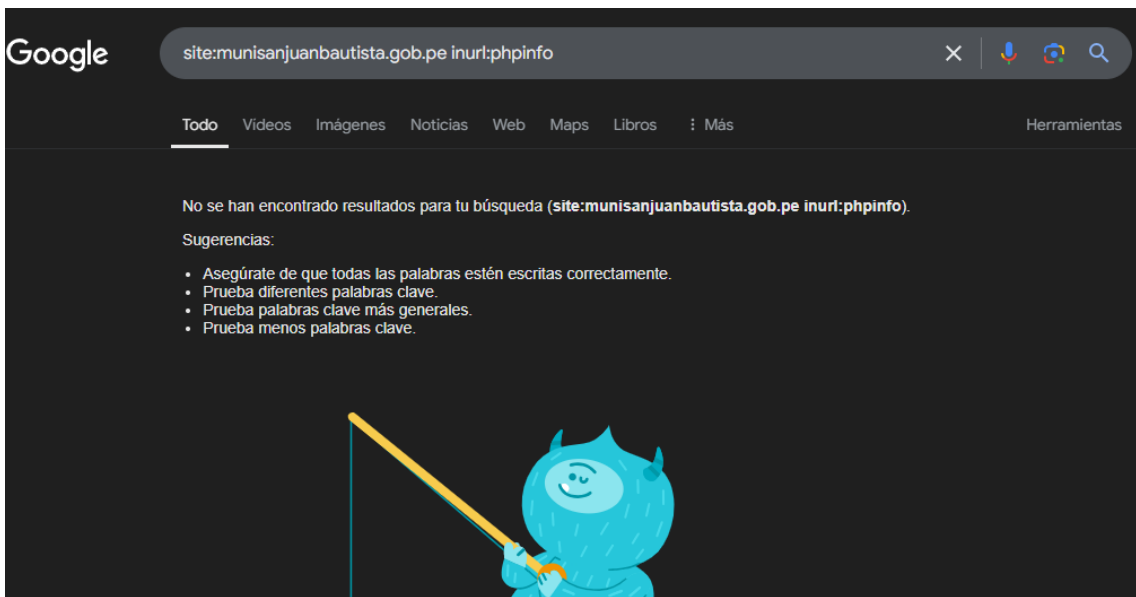 Google
site:munisanjuanbautista.gob.pe inurl:phpinfo
Todo Videos Imágenes Noticias Web Maps Libros Más Herramientas
No se han encontrado resultados para tu búsqueda (site:munisanjuanbautista.gob.pe inurl:phpinfo).
Sugerencias:
• Asegúrate de que todas las palabras estén escritas correctamente.
• Prueba diferentes palabras clave.
• Prueba palabras clave más generales.
• Prueba menos palabras clave.